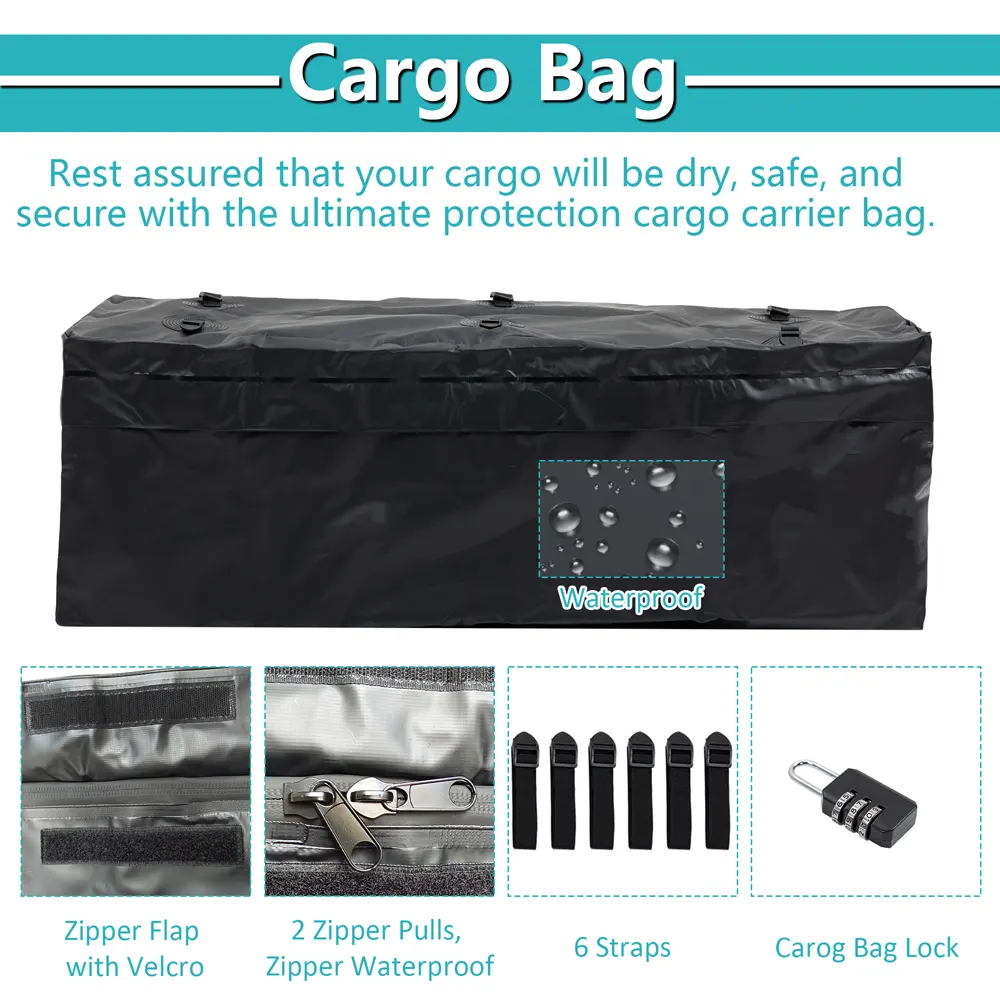 Cargo Bag
Rest assured that your cargo will be dry, safe, and
secure with the ultimate protection cargo carrier bag.
Waterproof
Zipper Flap
with Velcro
2 Zipper Pulls,
Zipper Waterproof
6 Straps
Carog Bag Lock